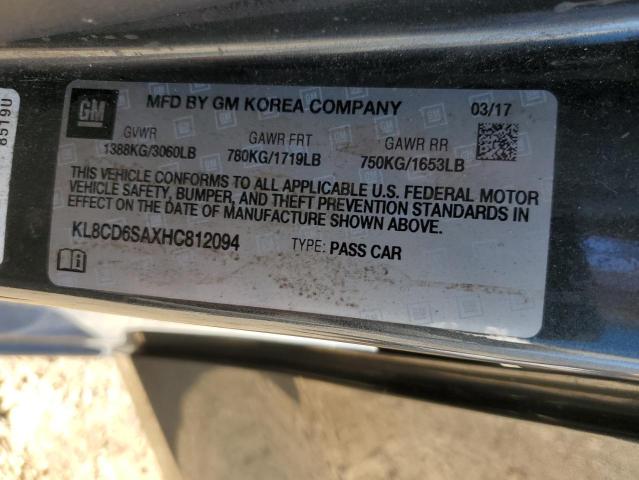 GM MFD BY GM KOREA COMPANY 03/17
GVWR GAWR FRT GAWR RR
1388KG/3060LB 780KG/1719LB 750KG/1653LB
THIS VEHICLE CONFORMS TO ALL APPLICABLE U.S. FEDERAL MOTOR
VEHICLE SAFETY, BUMPER, AND THEFT PREVENTION STANDARDS IN
EFFECT ON THE DATE OF MANUFACTURE SHOWN ABOVE.
KL8CD6SAXHC812094 TYPE: PASS CAR
8519U